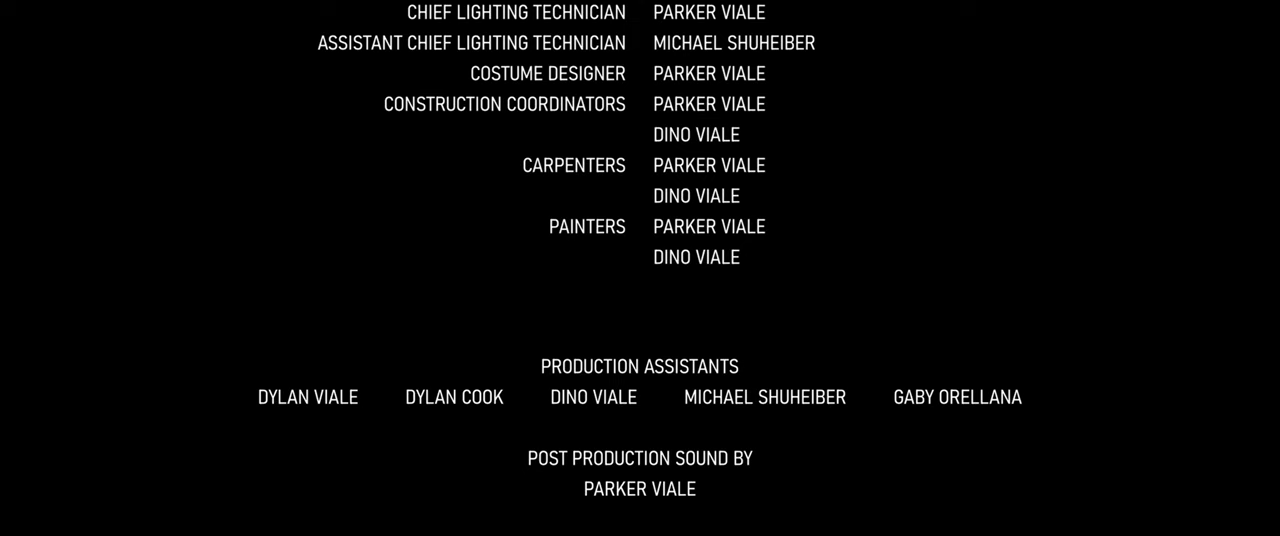 CHIEF LIGHTING TECHNICIAN PARKER VIALE
ASSISTANT CHIEF LIGHTING TECHNICIAN MICHAEL SHUHEIBER
COSTUME DESIGNER PARKER VIALE
CONSTRUCTION COORDINATORS PARKER VIALE
DINO VIALE
CARPENTERS PARKER VIALE
DINO VIALE
PAINTERS PARKER VIALE
DINO VIALE
PRODUCTION ASSISTANTS
DYLAN VIALE DYLAN COOK DINO VIALE MICHAEL SHUHEIBER GABY ORELLANA
POST PRODUCTION SOUND BY
PARKER VIALE